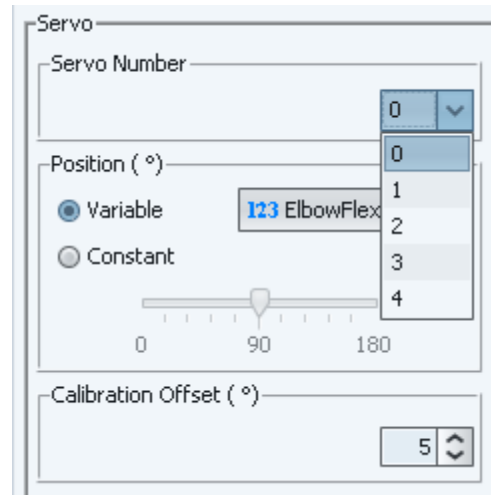 Servo
Servo Number
0
0
Position ( º)
1
Variable
123 ElbowFlex
2
Constant
3
4
0 90 180
Calibration Offset ( º)
5